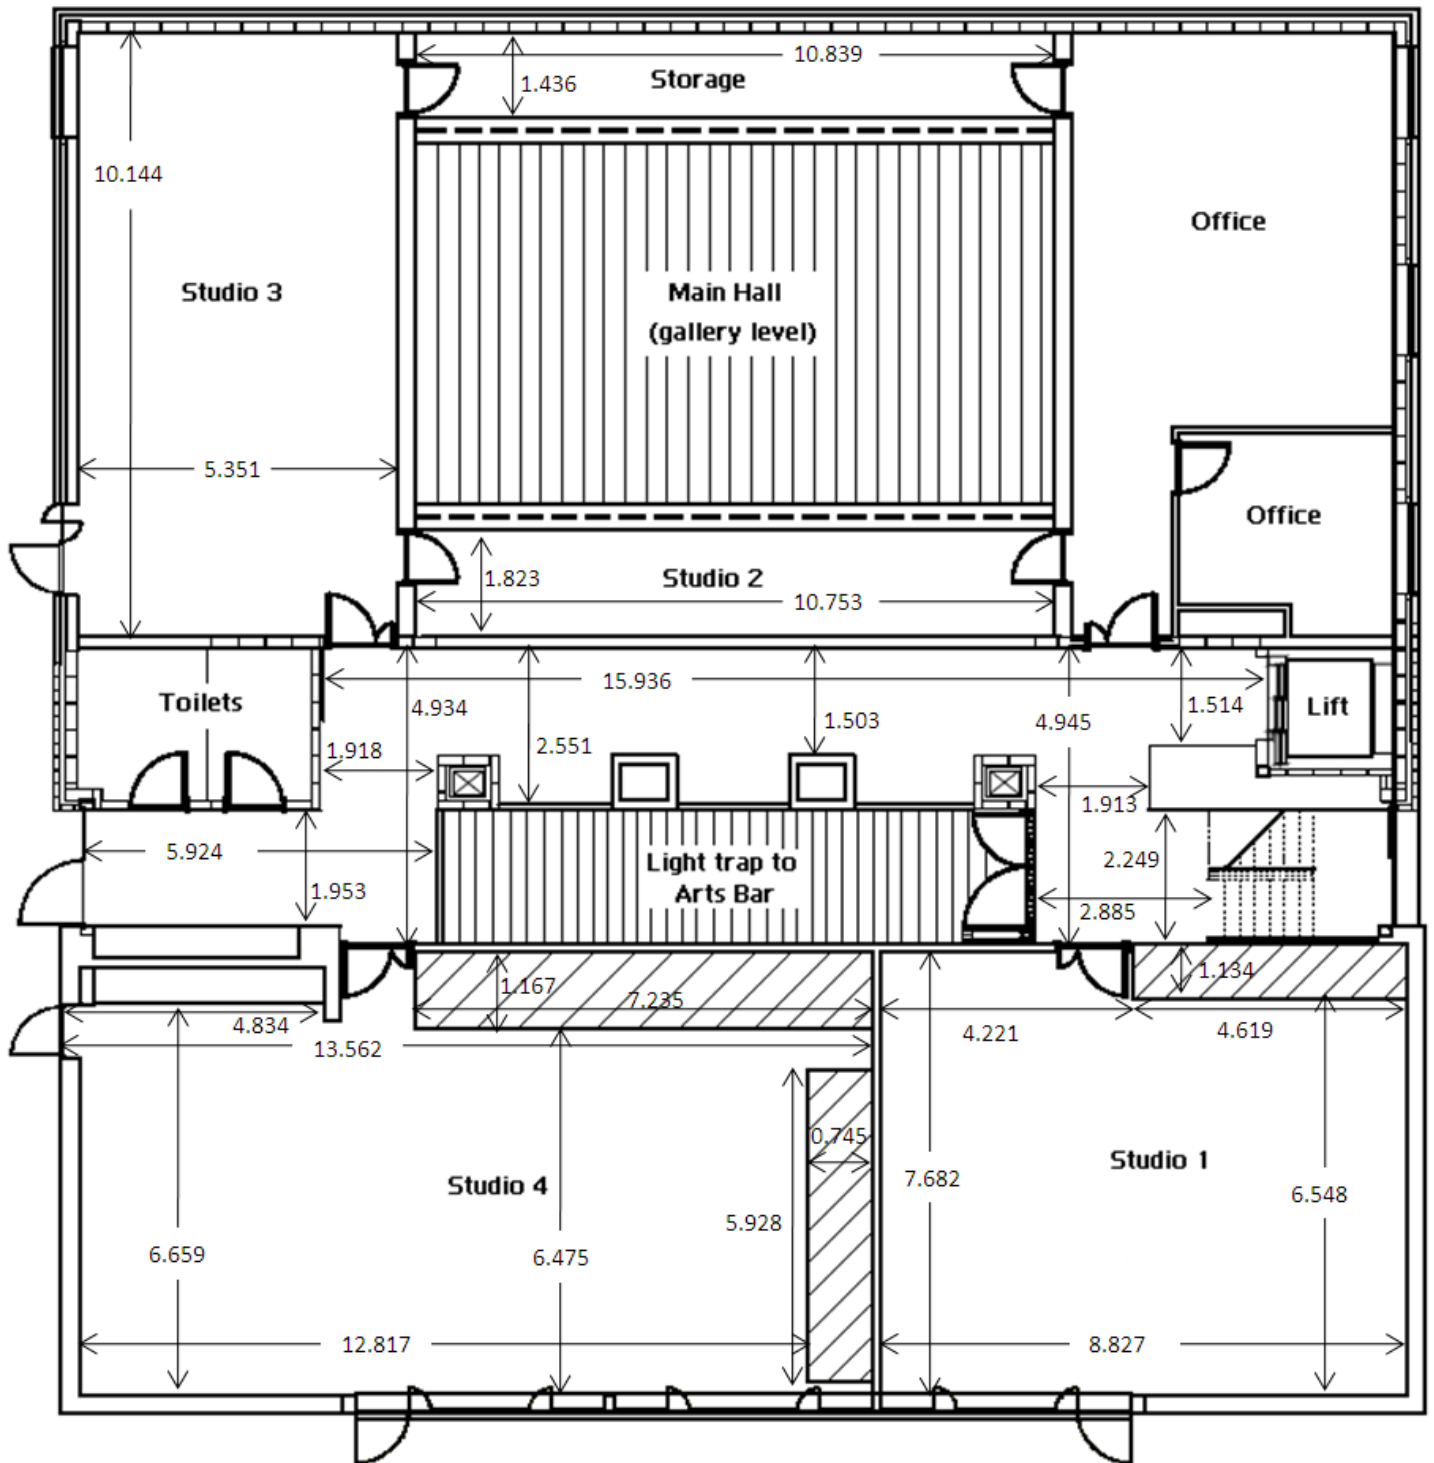 10.839
Storage
1.436
10.144
Office
Studio 3
Main Hall
(gallery level)
5.351
Office
1.823
Studio 2
10.753
15.936
Toilets
4.934
1.503
4.945
1.514
Lift
1.918
2.551
1.913
5.924
Light trap to
Arts Bar
2.249
1.953
2.885
1.167
7.235
1.134
4.834
13.562
4.221
4.619
0.745
Studio 4
7.682
Studio 1
6.548
5.928
6.659
6.475
12.817
8.827